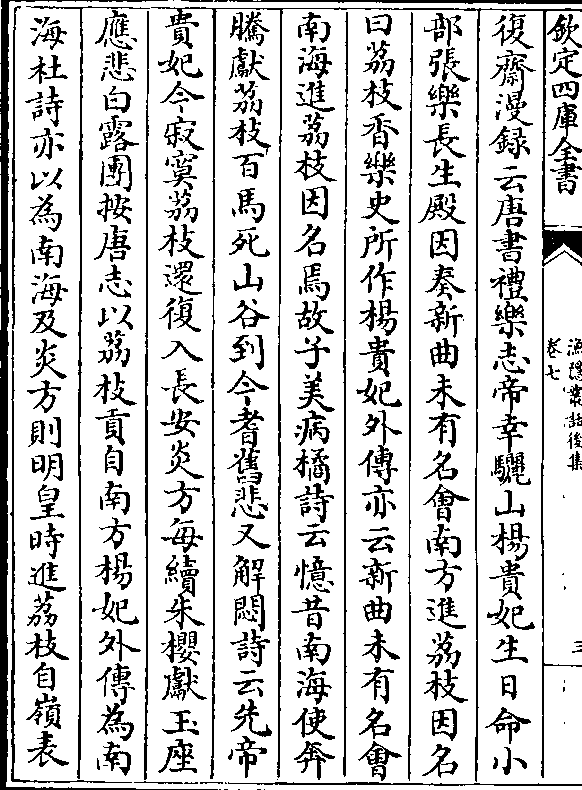 欽定四庫全書
漁隱叢話後集
卷七
三
復齋漫録云唐書禮樂志帝幸驪山楊貴妃生日命小
部張樂長生殿因奏新曲未有名會南方進荔枝因名
曰荔枝香樂史所作楊貴妃外傳亦云新曲未有名會
南海進荔枝因名焉故子美病橘詩云憶昔南海使奔
騰獻荔枝百馬死山谷到今耆舊悲又解悶詩云先帝
貴妃今寂寞荔枝還復入長安炎方每續朱櫻獻玉座
應悲白露團按唐志以荔枝貢自南方楊妃外傳為南
海杜詩亦以為南海及炎方則明皇時進荔枝自嶺表